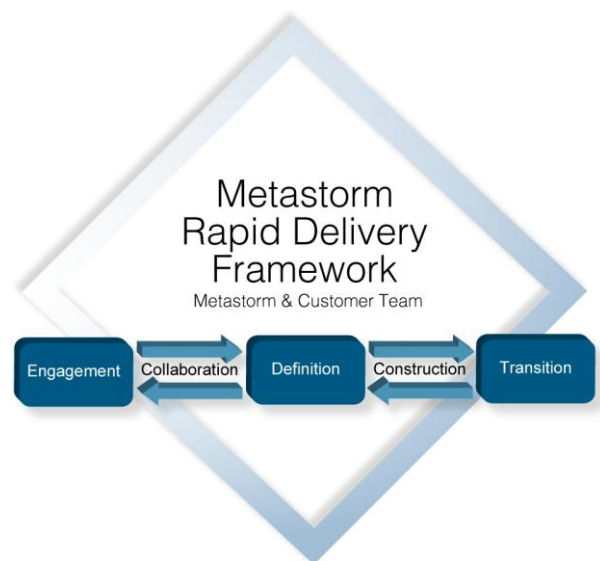 Metastorm
Rapid Delivery
Framework
Metastorm & Customer Team
Engagement
Collaboration
Definition
Construction
Transition